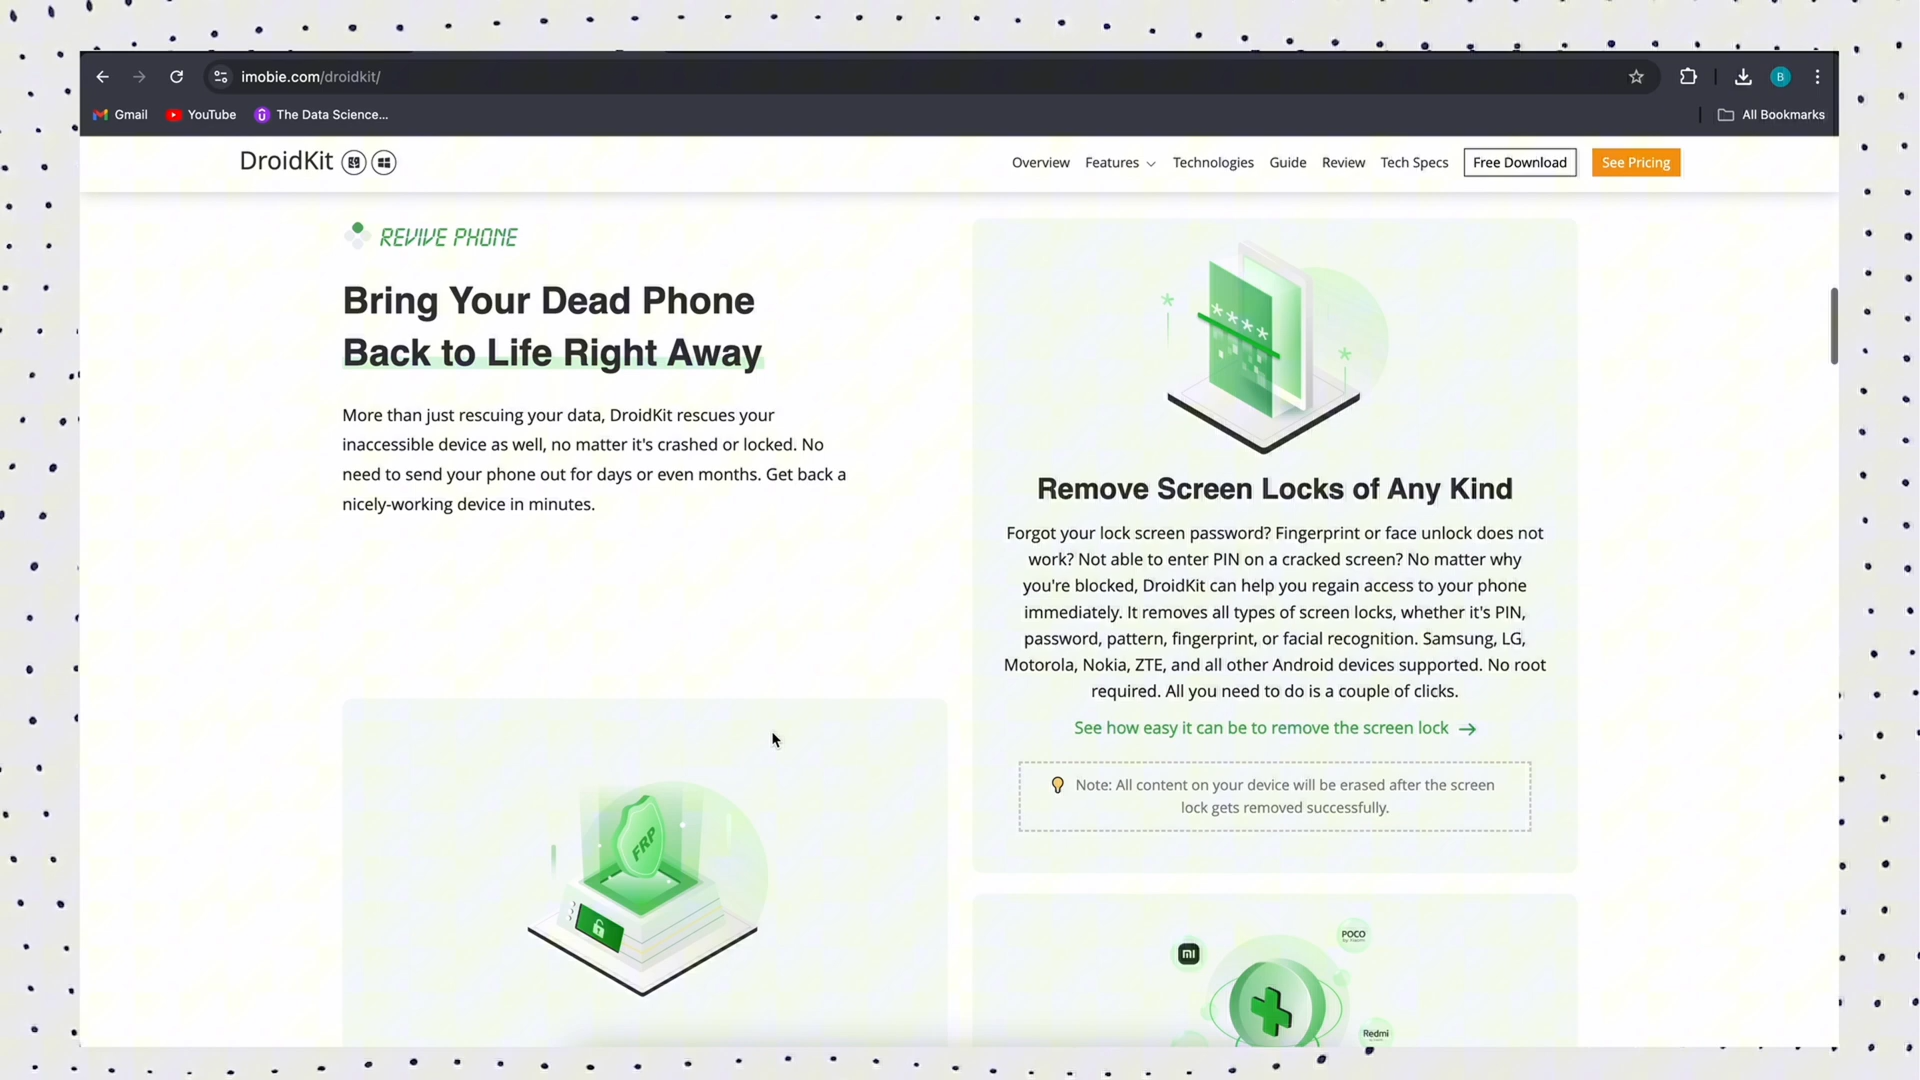 imobie.com/droidkit/
B
Gmail
YouTube
The Data Science...
All Bookmarks
DroidKit
Overview
Features
Technologies
Guide
Review
Tech Specs
Free Download
See Pricing
REVIVE PHONE
Bring Your Dead Phone
Back to Life Right Away
More than just rescuing your data, DroidKit rescues your
inaccessible device as well, no matter it's crashed or locked. No
need to send your phone out for days or even months. Get back a
nicely-working device in minutes.
****
Remove Screen Locks of Any Kind
Forgot your lock screen password? Fingerprint or face unlock does not
work? Not able to enter PIN on a cracked screen? No matter why
you're blocked, DroidKit can help you regain access to your phone
immediately. It removes all types of screen locks, whether it's PIN,
password, pattern, fingerprint, or facial recognition. Samsung, LG,
Motorola, Nokia, ZTE, and all other Android devices supported. No root
required. All you need to do is a couple of clicks.
See how easy it can be to remove the screen lock →
Note: All content on your device will be erased after the screen
lock gets removed successfully.
FRP
POCO
mi
Redmi